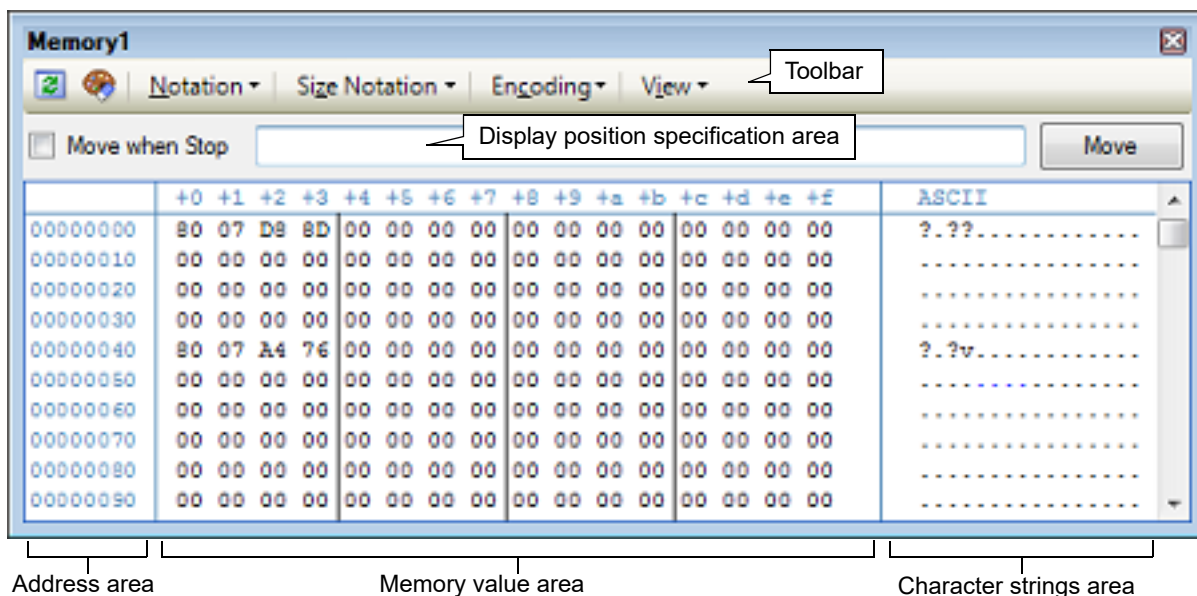 Memory1
Notation Size Notation Encoding View Toolbar
Move when Stop Display position specification area Move
+0 +1 +2 +3 +4 +5 +6 +7 +8 +9 +a +b +c +d +e +f ASCII
00000000 80 07 D8 8D 00 00 00 00 00 00 00 00 00 00 00 00 ?.??............
00000010 00 00 00 00 00 00 00 00 00 00 00 00 00 00 00 00 ................
00000020 00 00 00 00 00 00 00 00 00 00 00 00 00 00 00 00 ................
00000030 00 00 00 00 00 00 00 00 00 00 00 00 00 00 00 00 ................
00000040 80 07 A4 76 00 00 00 00 00 00 00 00 00 00 00 00 ?.?v............
00000050 00 00 00 00 00 00 00 00 00 00 00 00 00 00 00 00 ................
00000060 00 00 00 00 00 00 00 00 00 00 00 00 00 00 00 00 ................
00000070 00 00 00 00 00 00 00 00 00 00 00 00 00 00 00 00 ................
00000080 00 00 00 00 00 00 00 00 00 00 00 00 00 00 00 00 ................
00000090 00 00 00 00 00 00 00 00 00 00 00 00 00 00 00 00 ................
Address area Memory value area Character strings area